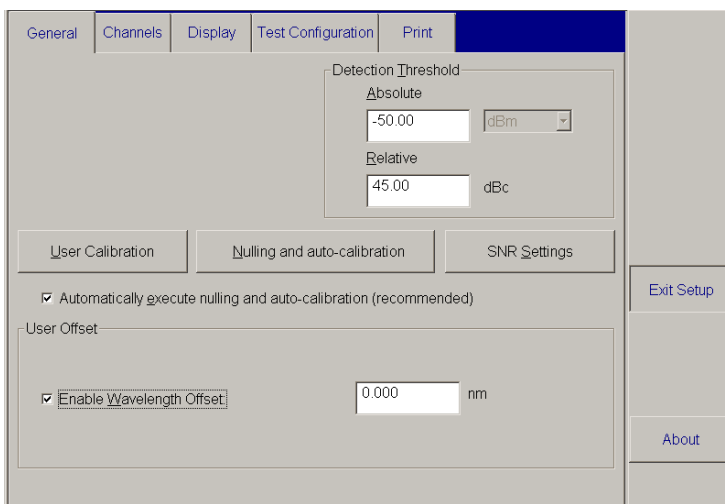 General
Channels
Display
Test Configuration
Print
Detection Threshold
Absolute
-50.00
dBm
Relative
45.00
dBc
User Calibration
Nulling and auto-calibration
SNR Settings
Automatically execute nulling and auto-calibration (recommended)
Exit Setup
User Offset
Enable Wavelength Offset:
0.000
nm
About